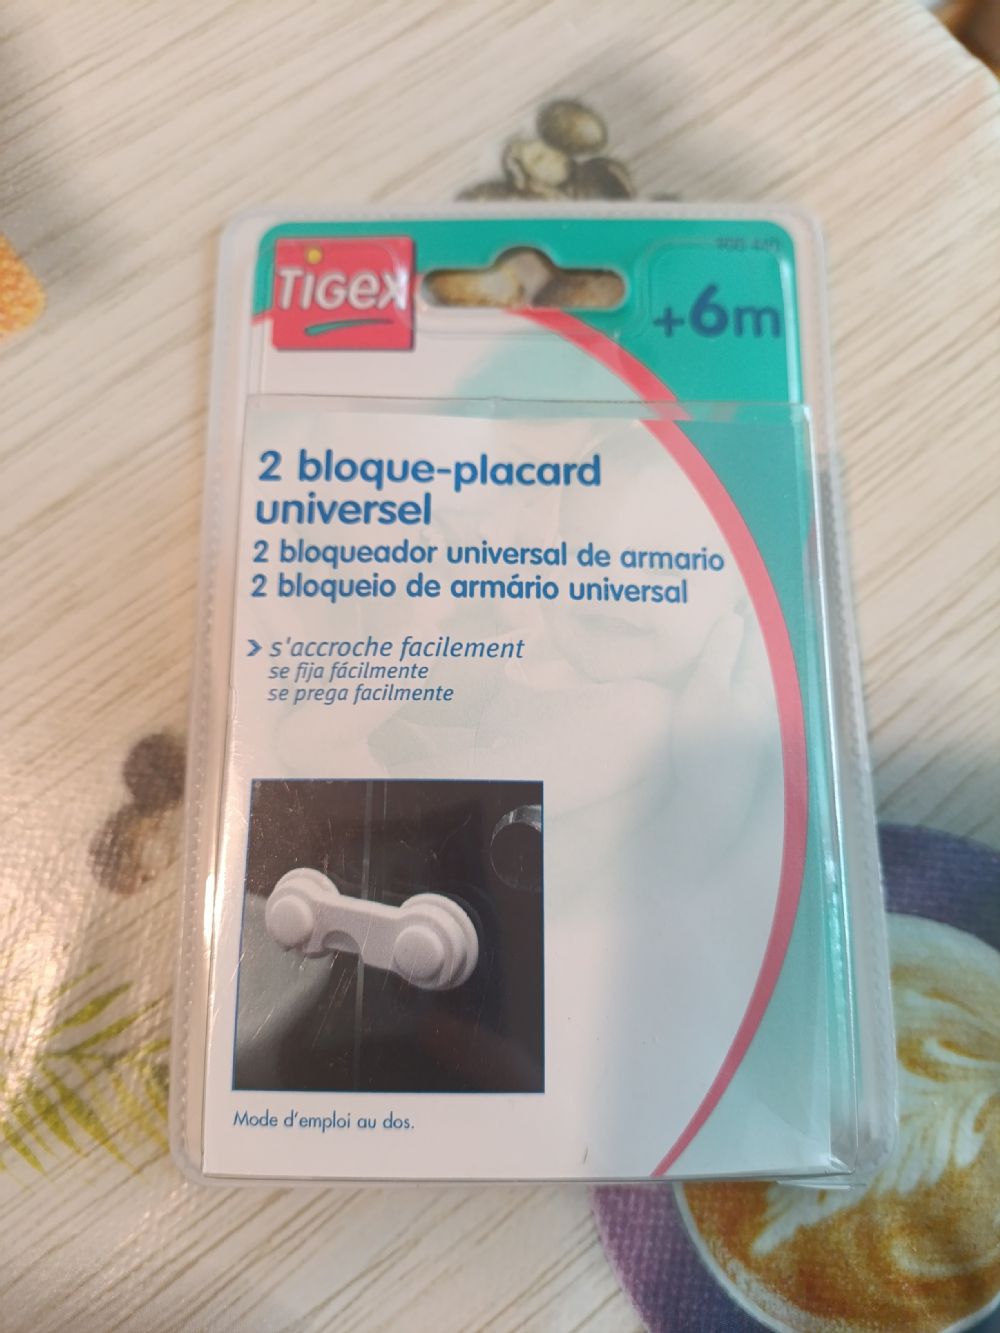 TIGEX
+6m
2 bloque-placard
universel
2 bloqueador universal de armario
2 bloqueio de armário universal
› s'accroche facilement
se fija fácilmente
se prega facilmente
Mode d'emploi au dos.